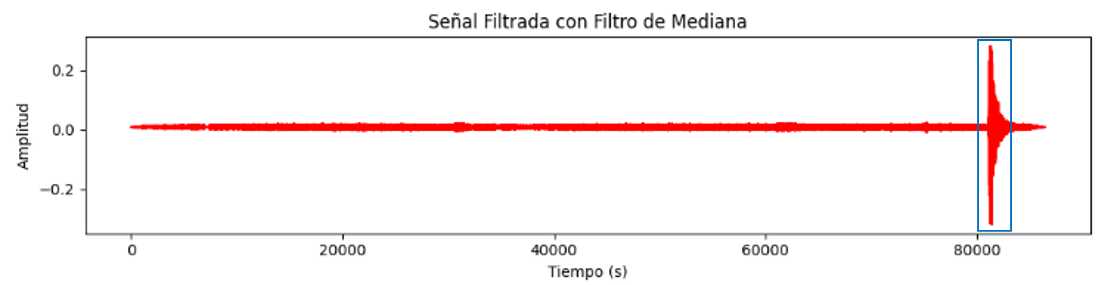 Señal Filtrada con Filtro de Mediana
Amplitud
0.2
0.0
−0.2
0 20000 40000 60000 80000
Tiempo (s)